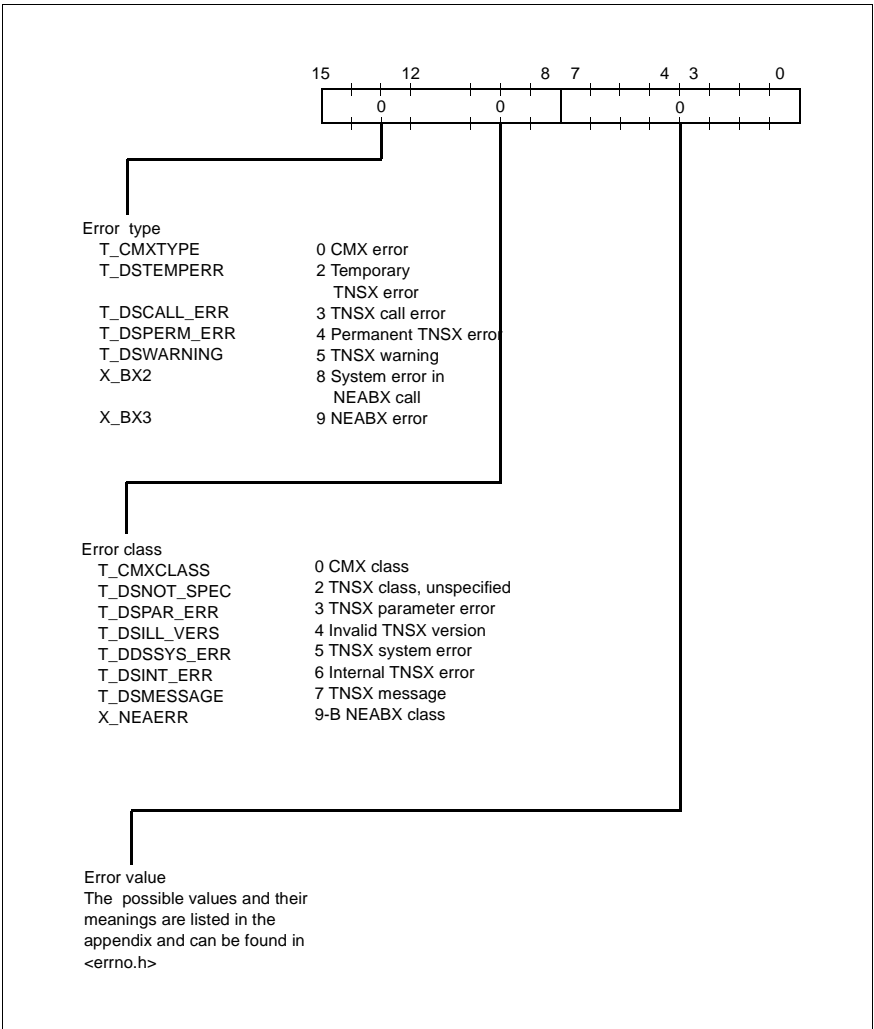 15 12 8 7 4 3 0
0 0 0
Error type
T_CMXTYPE 0 CMX error
T_DSTEMPERR 2 Temporary
TNSX error
T_DSCALL_ERR 3 TNSX call error
T_DSPERM_ERR 4 Permanent TNSX error
T_DSWARNING 5 TNSX warning
X_BX2 8 System error in
NEABX call
X_BX3 9 NEABX error
Error class
T_CMXCLASS 0 CMX class
T_DSNOT_SPEC 2 TNSX class, unspecified
T_DSPAR_ERR 3 TNSX parameter error
T_DSILL_VERS 4 Invalid TNSX version
T_DDSSYS_ERR 5 TNSX system error
T_DSINT_ERR 6 Internal TNSX error
T_DSMESSAGE 7 TNSX message
X_NEAERR 9-B NEABX class
Error value
The possible values and their
meanings are listed in the
appendix and can be found in
<errno.h>